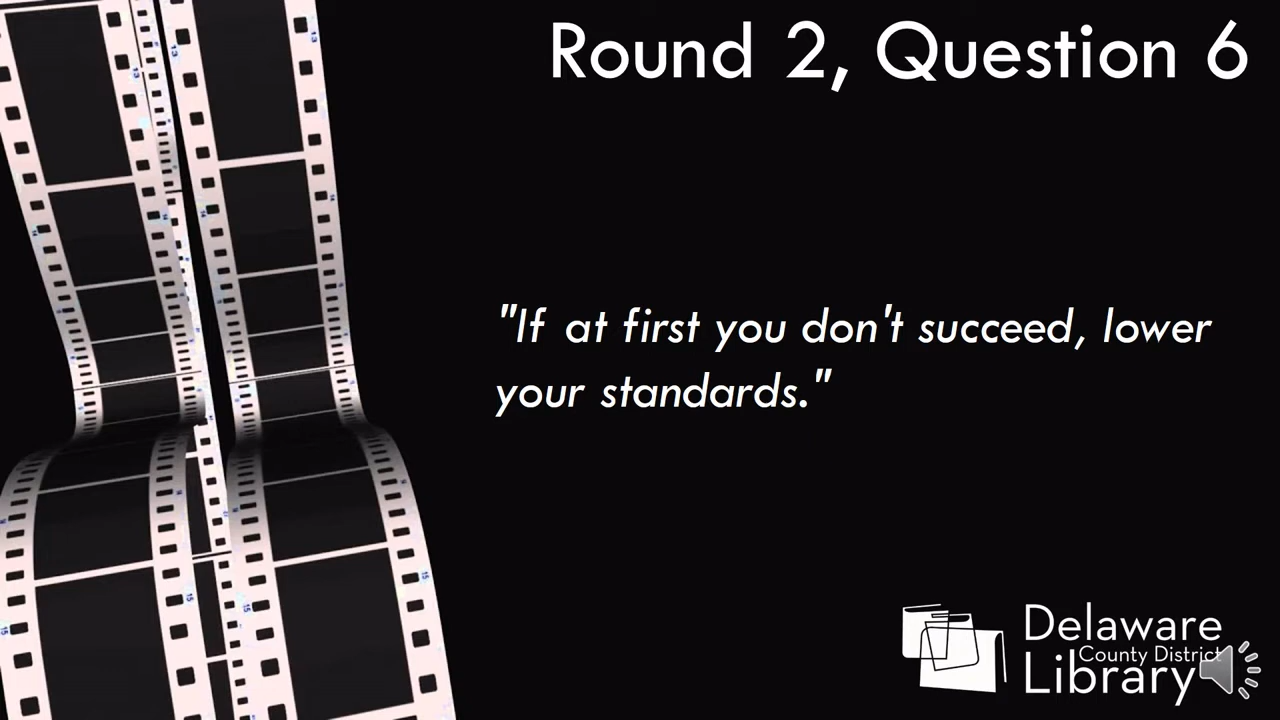 Round 2, Question 6
"If at first you don't succeed, lower
your standards."
Delaware
County District
Library